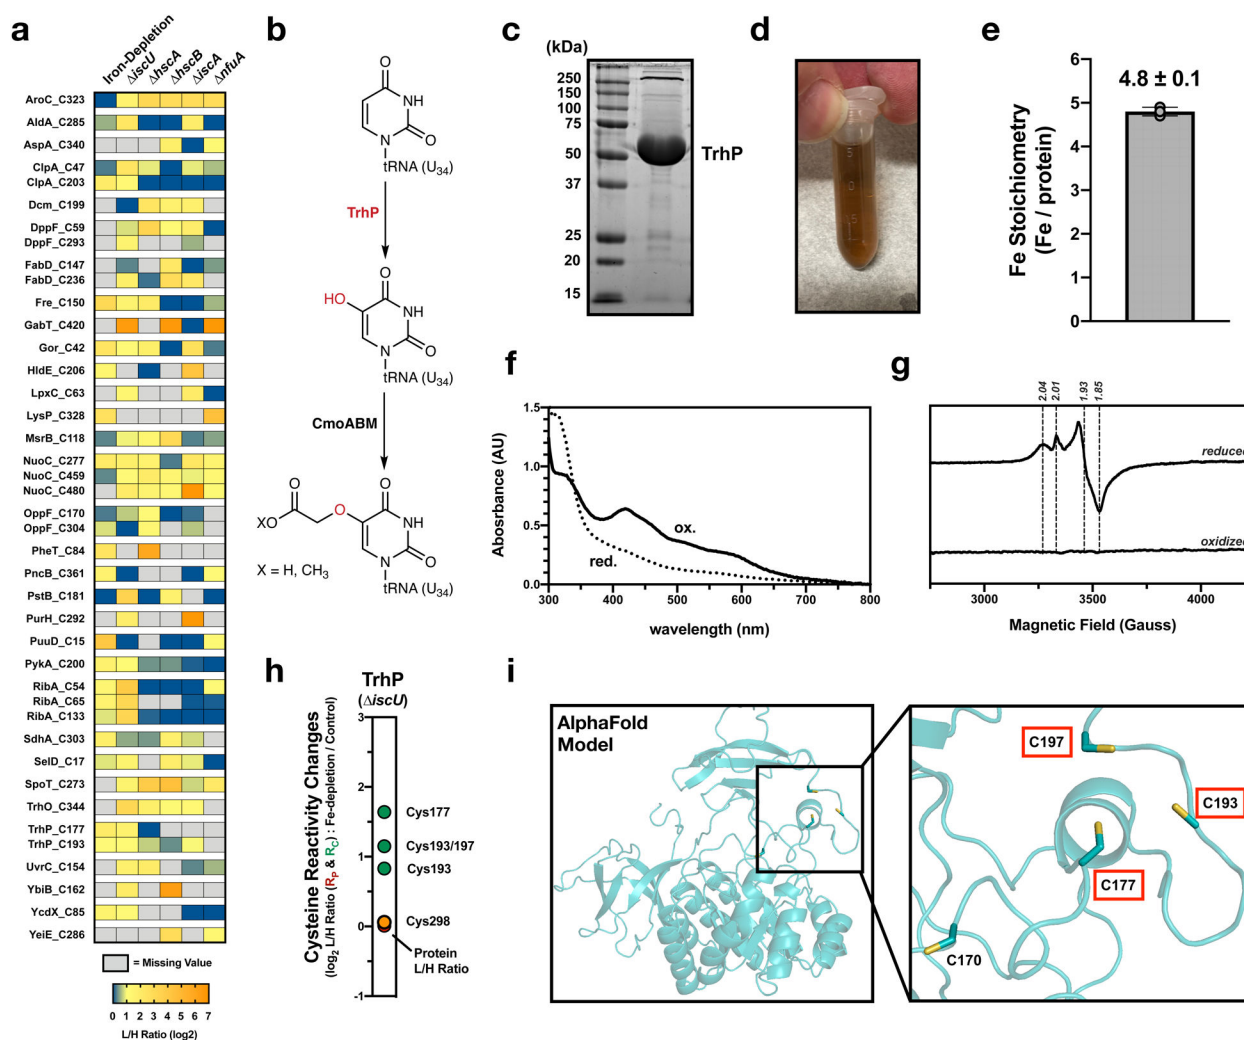 a
Iron-Depletion
ΔiscU
ΔhscA
ΔhscB
ΔiscA
ΔnfuA
AroC_C323
AldA_C285
AspA_C340
ClpA_C47
ClpA_C203
Dcm_C199
DppF_C59
DppF_C293
FabD_C147
FabD_C236
Fre_C150
GabT_C420
Gor_C42
HldE_C206
LpxC_C63
LysP_C328
MsrB_C118
NuoC_C277
NuoC_C459
NuoC_C480
OppF_C170
OppF_C304
PheT_C84
PncB_C361
PstB_C181
PurH_C292
PuuD_C15
PykA_C200
RibA_C54
RibA_C65
RibA_C133
SdhA_C303
SelD_C17
SpoT_C273
TrhO_C344
TrhP_C177
TrhP_C193
UvrC_C154
YbiB_C162
YcdX_C85
YeiE_C286
= Missing Value
0 1 2 3 4 5 6 7
L/H Ratio (log2)
b
O
NH
N
O
tRNA (U34)
TrhP
HO
O
NH
N
O
tRNA (U34)
CmoABM
O
XO
O
O
NH
N
O
tRNA (U34)
X = H, CH3
c
(kDa)
250
150
100
75
50
37
25
20
15
TrhP
d
e
4.8 ± 0.1
Fe Stoichiometry
(Fe / protein)
6
5
4
3
2
1
0
f
Abosrbance (AU)
1.5
1.0
0.5
0.0
ox.
red.
300 400 500 600 700 800
wavelength (nm)
g
2.04
2.01
1.93
1.85
reduced
oxidized
3000 3500 4000
Magnetic Field (Gauss)
h
TrhP
(ΔiscU)
Cysteine Reactivity Changes
(log2 L/H Ratio (RP & RC) : Fe-depletion / Control)
3
2
1
0
-1
Cys177
Cys193/197
Cys193
Cys298
Protein
L/H Ratio
i
AlphaFold
Model
C197
C193
C177
C170